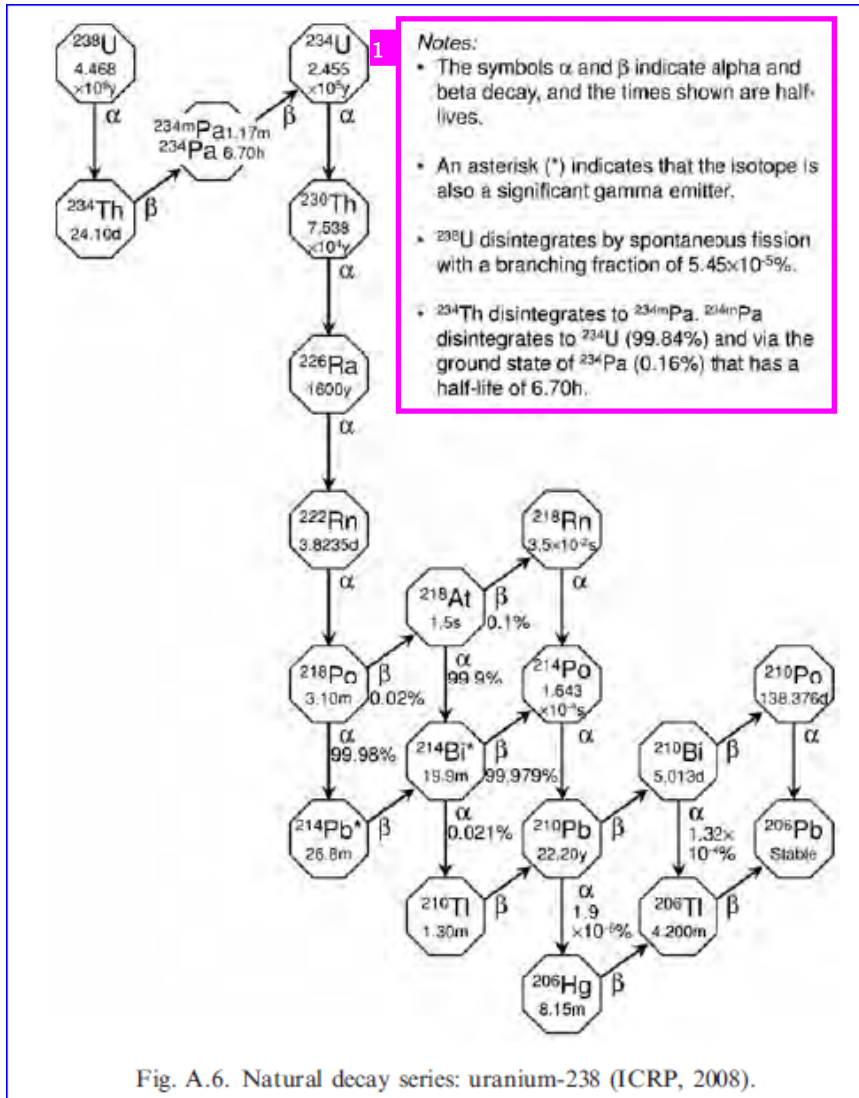 ²³⁸U
4.468
×10⁹y
α
²³⁴Th
24.10d
β
²³⁴ᵐPa 1.17m
²³⁴Pa 6.70h
β
²³⁴U
2.455
×10⁵y
α
²³⁰Th
7.538
×10⁴y
α
²²⁶Ra
1600y
α
²²²Rn
3.8235d
α
²¹⁸Po
3.10m
β
0.02%
α
99.98%
²¹⁸At
1.5s
β
0.1%
α
99.9%
²¹⁸Rn
3.5×10⁻²s
α
²¹⁴Pb*
26.8m
β
²¹⁴Bi*
19.9m
β
99.979%
α
0.021%
²¹⁴Po
1.643
×10⁻⁴s
α
²¹⁰Tl
1.30m
β
²¹⁰Pb
22.20y
β
α
1.9
²¹⁰Bi
5.013d
β
α
1.32×
10⁻⁴%
²¹⁰Po
138.376d
α
²⁰⁶Hg
8.15m
β
²⁰⁶Tl
4.200m
β
²⁰⁶Pb
Stable
1
Notes:
• The symbols α and β indicate alpha and
beta decay, and the times shown are half-
lives.
• An asterisk (*) indicates that the isotope is
also a significant gamma emitter.
• ²³⁸U disintegrates by spontaneous fission
with a branching fraction of 5.45×10⁻⁵%.
• ²³⁴Th disintegrates to ²³⁴ᵐPa. ²³⁴ᵐPa
disintegrates to ²³⁴U (99.84%) and via the
ground state of ²³⁴Pa (0.16%) that has a
half-life of 6.70h.
Fig. A.6. Natural decay series: uranium-238 (ICRP, 2008).